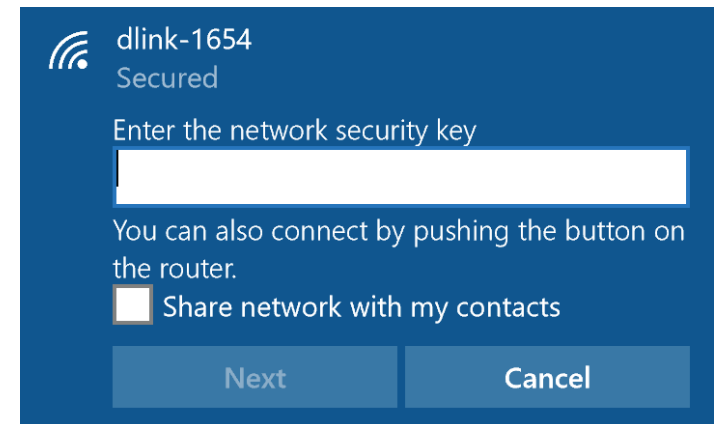 dlink-1654
Secured
Enter the network security key
You can also connect by pushing the button on
the router.
Share network with my contacts
Next
Cancel